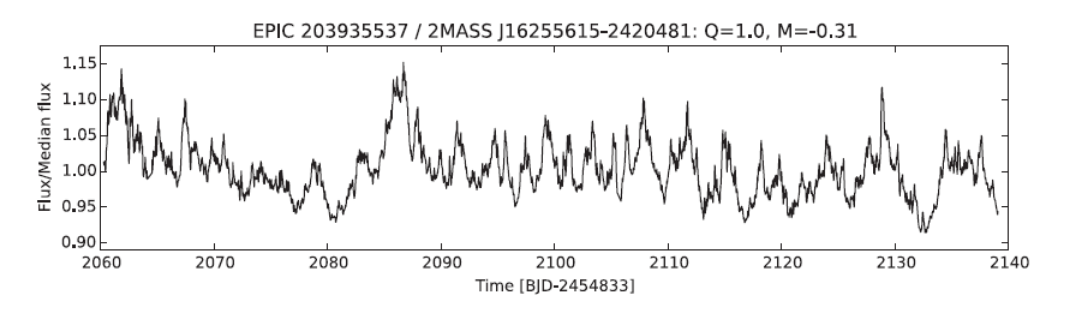 EPIC 203935537 / 2MASS J16255615-2420481: Q=1.0, M=-0.31
Flux/Median flux
1.15
1.10
1.05
1.00
0.95
0.90
2060 2070 2080 2090 2100 2110 2120 2130 2140
Time [BJD-2454833]